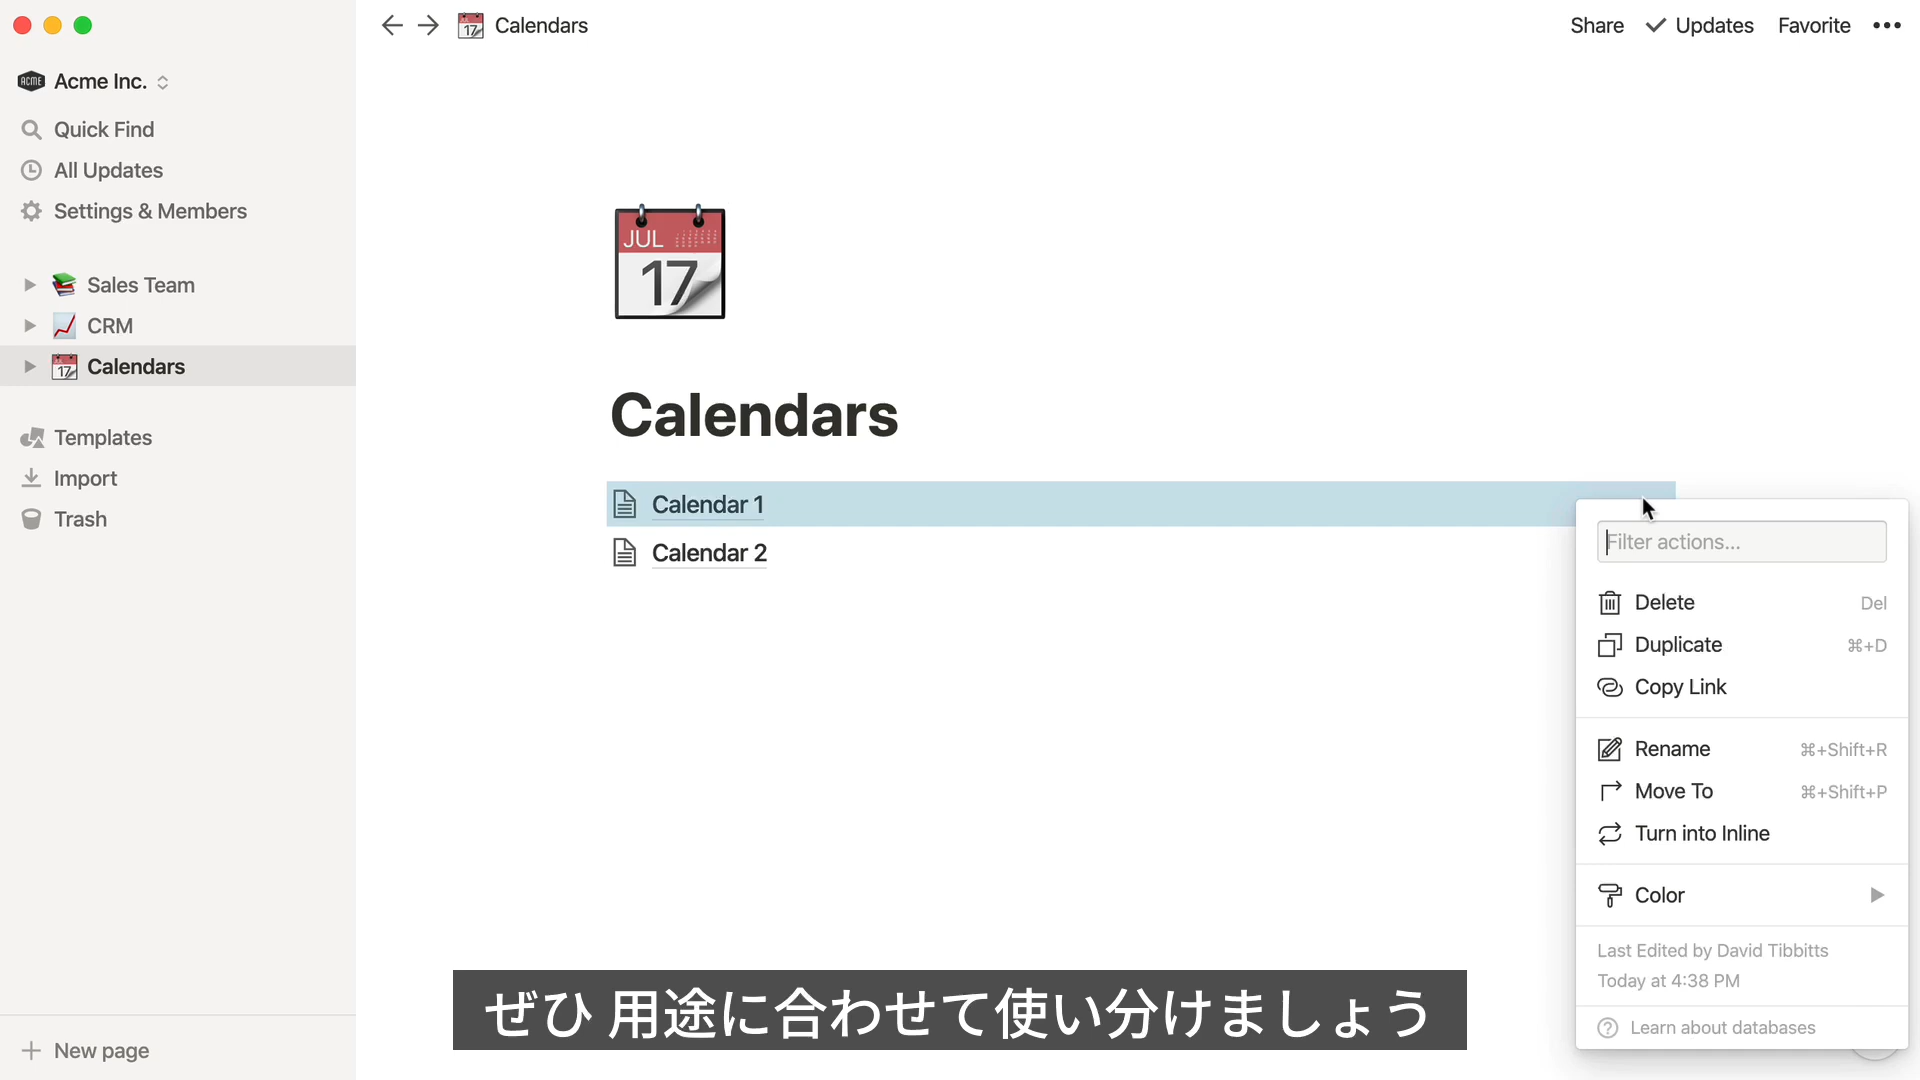 Calendars
Share
Updates
Favorite
ACME
Acme Inc.
Quick Find
All Updates
Settings & Members
Sales Team
CRM
17
Calendars
Templates
Import
Trash
New page
JUL
17
Calendars
Calendar 1
Calendar 2
Filter actions...
Delete Del
Duplicate ⌘+D
Copy Link
Rename ⌘+Shift+R
Move To ⌘+Shift+P
Turn into Inline
Color
Last Edited by David Tibbitts
Today at 4:38 PM
Learn about databases
ぜひ 用途に合わせて使い分けましょう